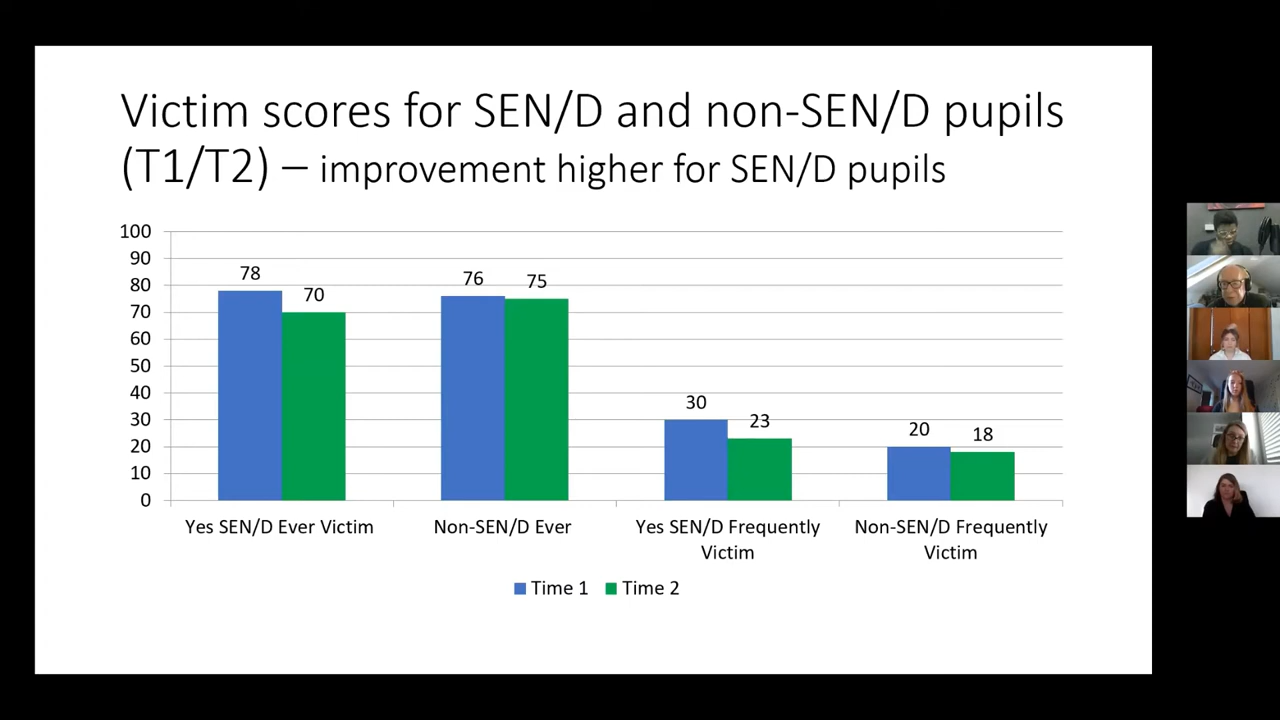 Victim scores for SEN/D and non-SEN/D pupils
(T1/T2) – improvement higher for SEN/D pupils
100
90
80
70
60
50
40
30
20
10
0
78
70
76
75
30
23
20
18
Yes SEN/D Ever Victim
Non-SEN/D Ever
Yes SEN/D Frequently
Victim
Non-SEN/D Frequently
Victim
Time 1
Time 2